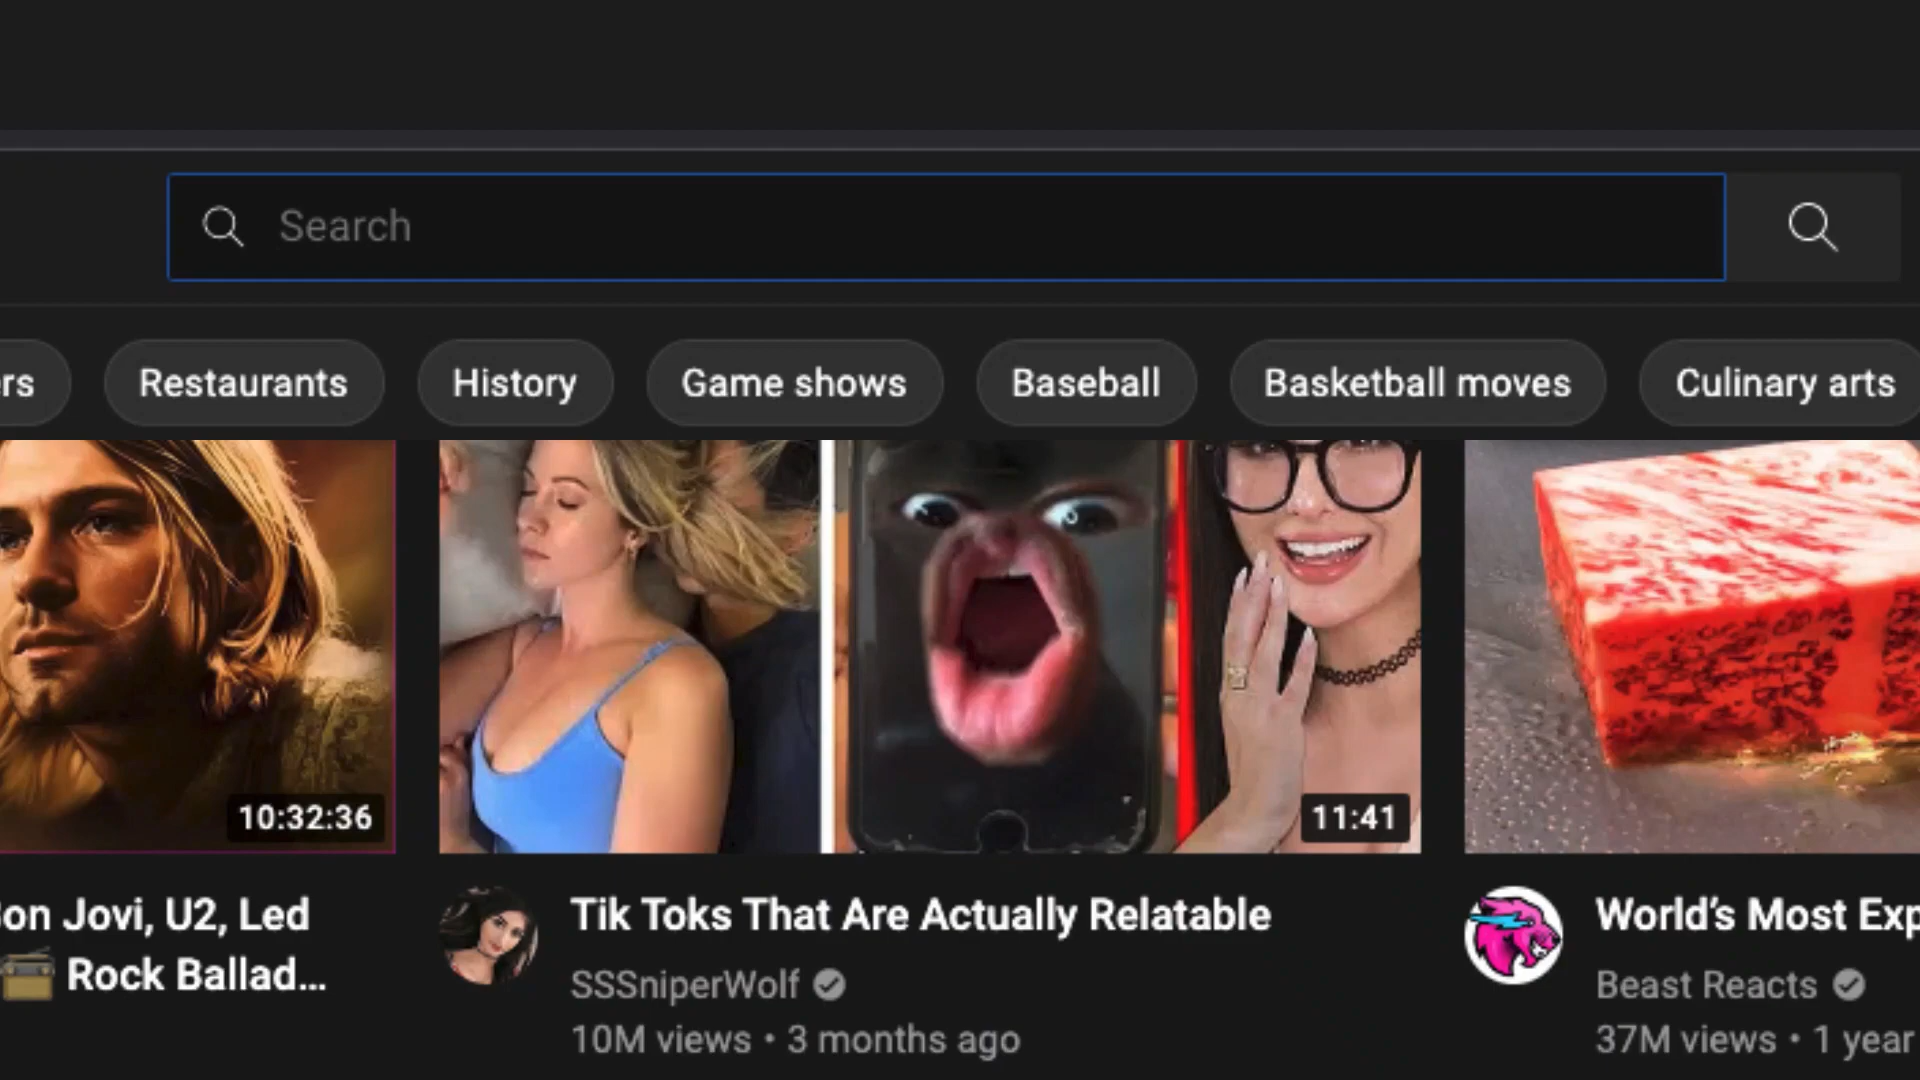 Search
rs
Restaurants
History
Game shows
Baseball
Basketball moves
Culinary arts
10:32:36
11:41
on Jovi, U2, Led
Rock Ballad...
Tik Toks That Are Actually Relatable
SSSniperWolf
10M views • 3 months ago
World's Most Exp
Beast Reacts
37M views • 1 year